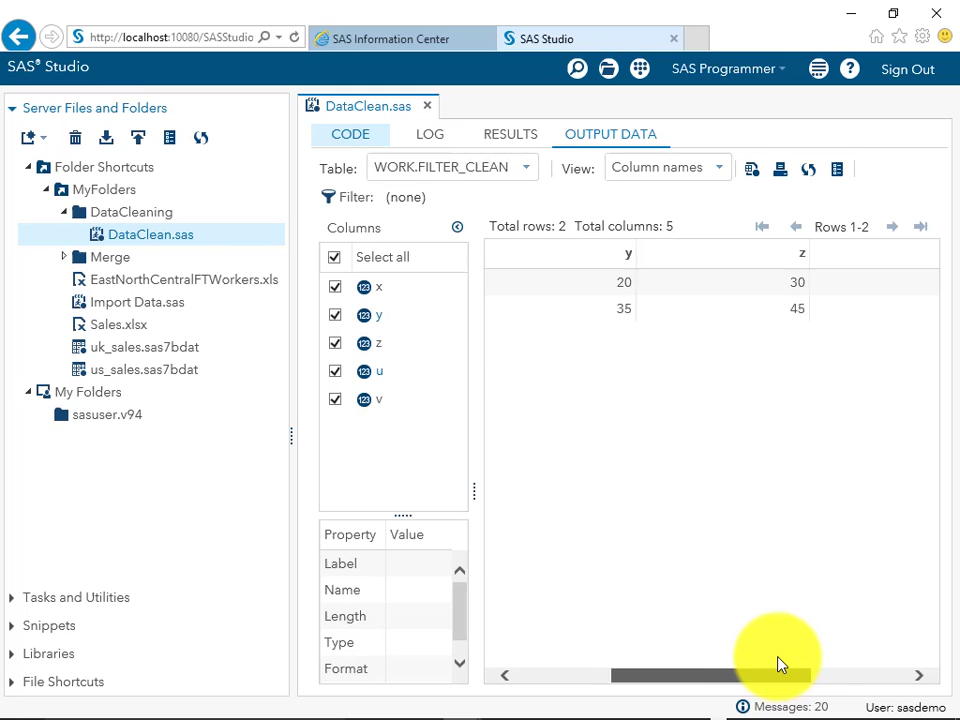 http://localhost:10080/SASStudio
SAS Information Center
SAS Studio
SAS® Studio
SAS Programmer
Sign Out
Server Files and Folders
Folder Shortcuts
MyFolders
DataCleaning
DataClean.sas
Merge
EastNorthCentralFTWorkers.xls
Import Data.sas
Sales.xlsx
uk_sales.sas7bdat
us_sales.sas7bdat
My Folders
sasuser.v94
Tasks and Utilities
Snippets
Libraries
File Shortcuts
DataClean.sas
CODE LOG RESULTS OUTPUT DATA
Table: WORK.FILTER_CLEAN View: Column names
Filter: (none)
Columns
Select all
x
y
z
u
v
Property Value
Label
Name
Length
Type
Format
Total rows: 2 Total columns: 5 Rows 1-2
y z
20 30
35 45
Messages: 20 User: sasdemo